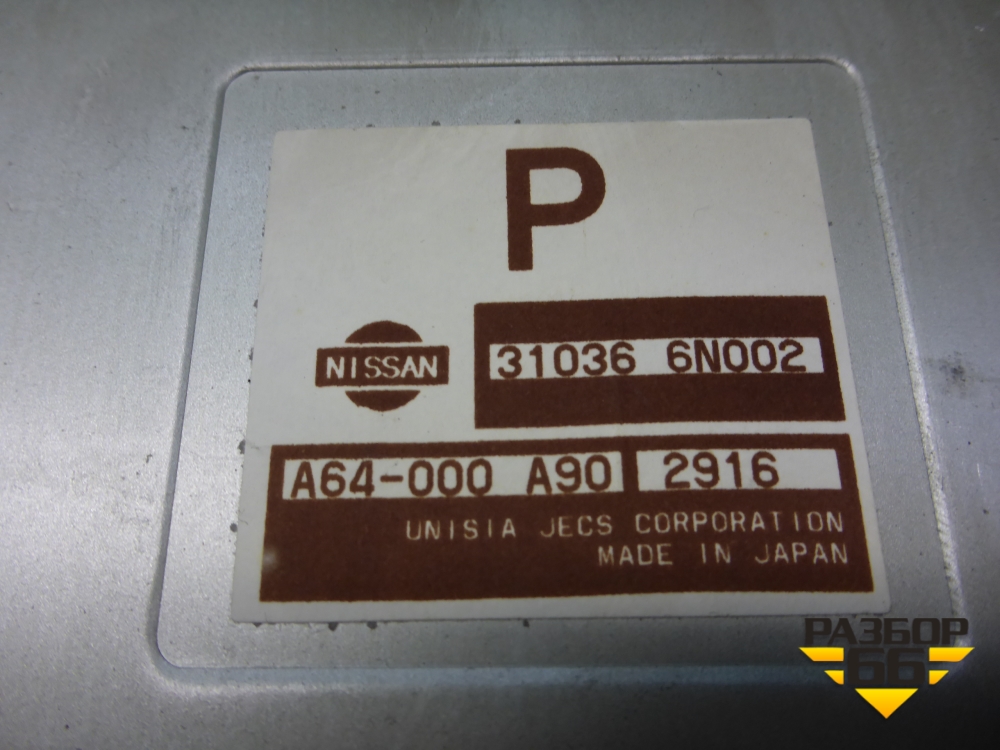 P
NISSAN
31036 6N002
A64-000 A90 2916
UNISIA JECS CORPORATION
MADE IN JAPAN
РАЗБОР
66